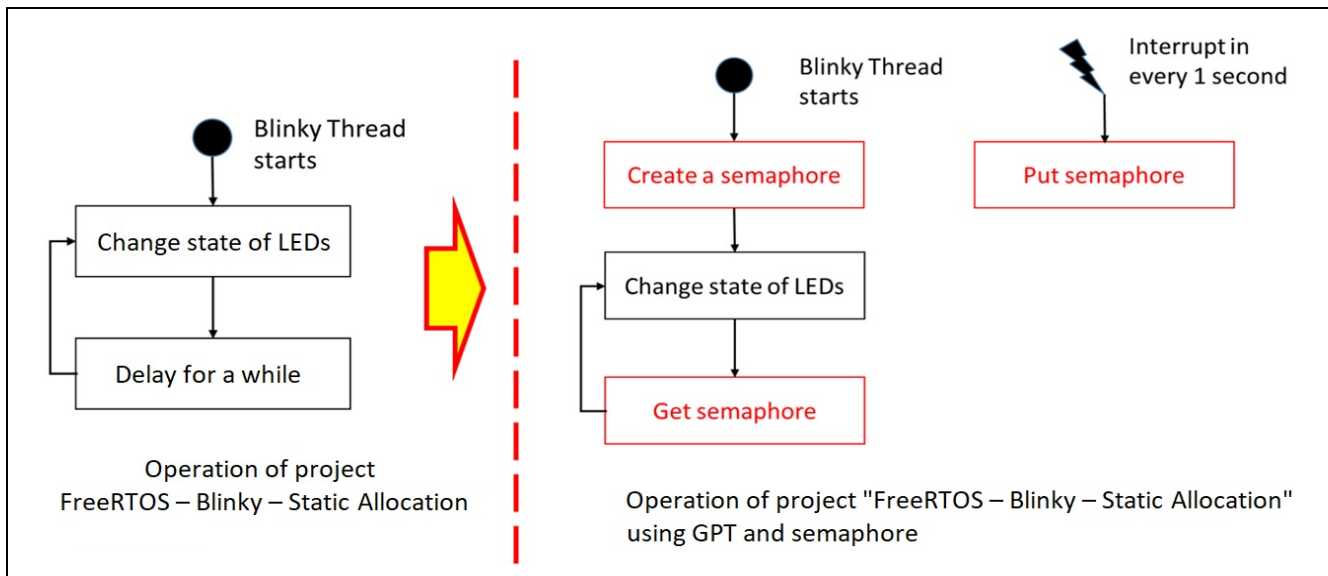 Blinky Thread
starts
Change state of LEDs
Delay for a while
Operation of project
FreeRTOS – Blinky – Static Allocation
Blinky Thread
starts
Interrupt in
every 1 second
Create a semaphore
Put semaphore
Change state of LEDs
Get semaphore
Operation of project "FreeRTOS – Blinky – Static Allocation"
using GPT and semaphore